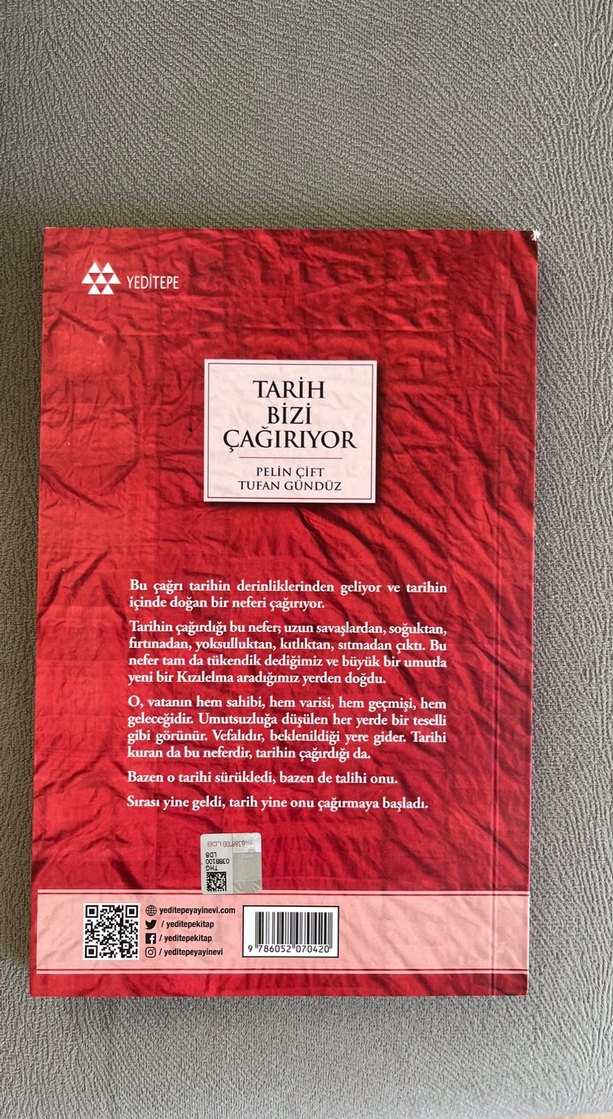 YEDİTEPE
TARİH
BİZİ
ÇAĞIRIYOR
PELİN ÇİFT
TUFAN GÜNDÜZ
Bu çağrı tarihin derinliklerinden geliyor ve tarihin
içinde doğan bir neferi çağırıyor.
Tarihin çağırdığı bu nefer; uzun savaşlardan, soğuktan,
fırtınadan, yoksulluktan, kıtlıktan, sıtmadan çıktı. Bu
nefer tam da tükendik dediğimiz ve büyük bir umutla
yeni bir Kızılelma aradığımız yerden doğdu.
O, vatanın hem sahibi, hem varisi, hem geçmişi, hem
geleceğidir. Umutsuzluğa düşülen her yerde bir teselli
gibi görünür. Vefalıdır, beklenildiği yere gider. Tarihi
kuran da bu neferdir, tarihin çağırdığı da.
Bazen o tarihi sürükledi, bazen de talihi onu.
Sırası yine geldi, tarih yine onu çağırmaya başladı.
THG
0388100
LDB
yeditepeyayinevi.com
/ yeditepekitap
/ yeditepekitap
/ yeditepeyayinevi
9 786052 070420